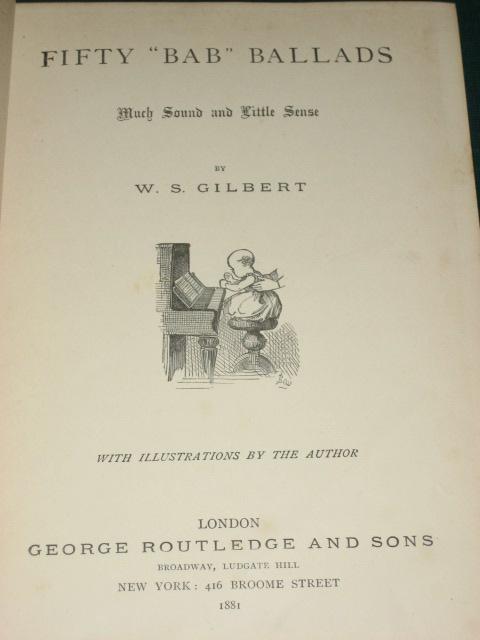 FIFTY "BAB" BALLADS
Much Sound and Little Sense
BY
W. S. GILBERT
WITH ILLUSTRATIONS BY THE AUTHOR
LONDON
GEORGE ROUTLEDGE AND SONS
BROADWAY, LUDGATE HILL
NEW YORK: 416 BROOME STREET
1881